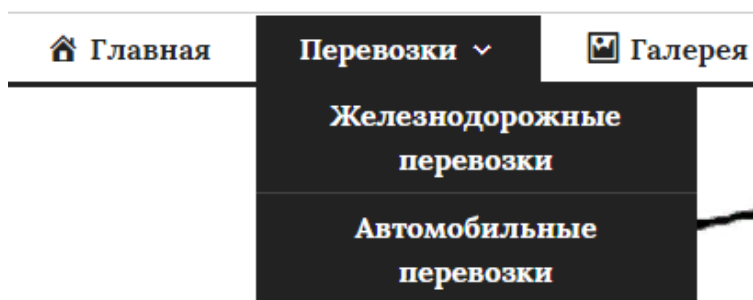 Главная Перевозки Галерея
Железнодорожные
перевозки
Автомобильные
перевозки